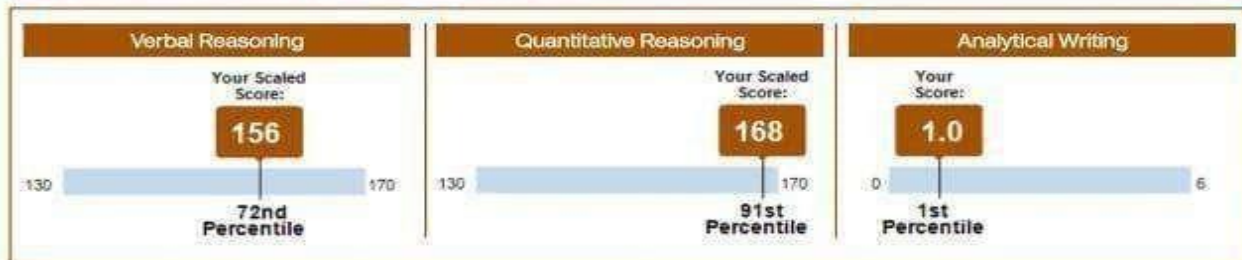 Verbal Reasoning
Your Scaled
Score:
156
130
170
72nd
Percentile
Quantitative Reasoning
Your Scaled
Score:
168
130
170
91st
Percentile
Analytical Writing
Your
Score:
1.0
0
6
1st
Percentile